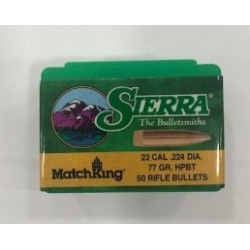 SIERRA
The Bulletsmiths
MatchKing
22 CAL .224 DIA.
77 GR. HPBT
50 RIFLE BULLETS